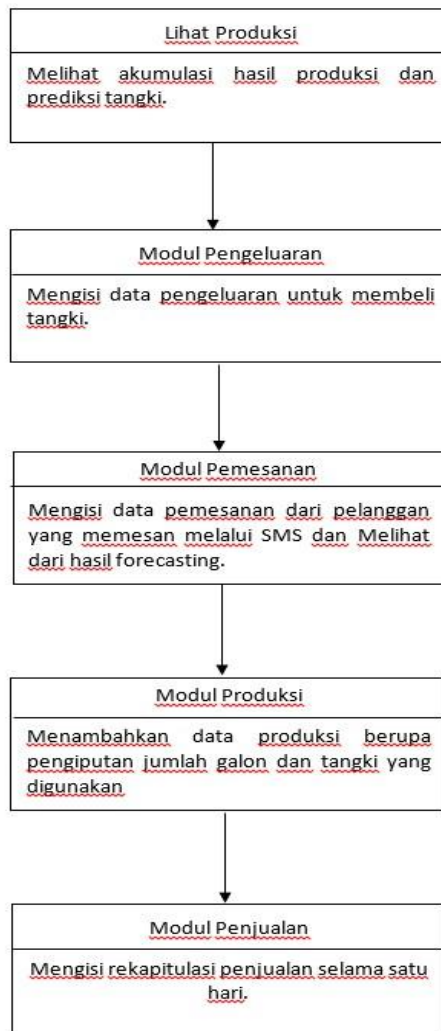 Lihat Produksi
Melihat akumulasi hasil produksi dan
prediksi tangki.
Modul Pengeluaran
Mengisi data pengeluaran untuk membeli
tangki.
Modul Pemesanan
Mengisi data pemesanan dari pelanggan
yang memesan melalui SMS dan Melihat
dari hasil forecasting.
Modul Produksi
Menambahkan data produksi berupa
pengiputan jumlah galon dan tangki yang
digunakan
Modul Penjualan
Mengisi rekapitulasi penjualan selama satu
hari.